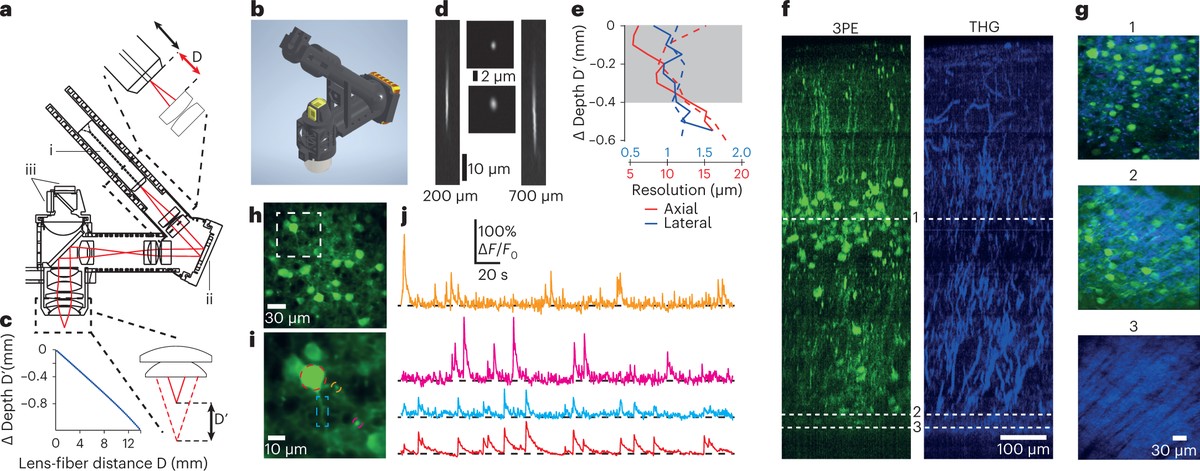 a
D
i
iii
ii
b
d
2 µm
10 µm
200 µm
700 µm
e
Δ Depth D′ (mm)
0
−0.2
−0.4
−0.6
0.5
1
1.5
2.0
5
10
15
20
Resolution (µm)
Axial
Lateral
f
3PE
THG
1
2
3
100 µm
g
1
2
3
30 µm
h
30 µm
i
10 µm
j
100%
ΔF/F0
20 s
c
Δ Depth D′(mm)
0
−0.4
−0.8
0
4
8
12
Lens-fiber distance D (mm)
D′